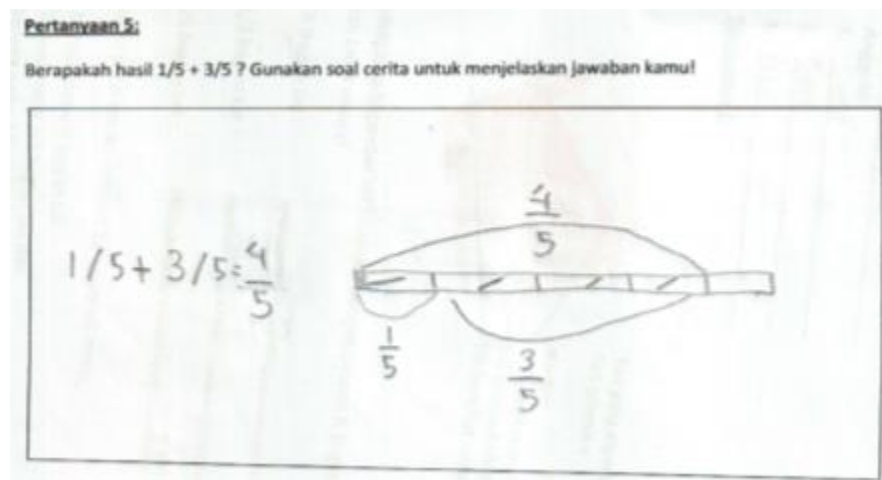 Pertanyaan 5:
Berapakah hasil 1/5 + 3/5 ? Gunakan soal cerita untuk menjelaskan jawaban kamu!
4/5
1/5 + 3/5 = 4/5
1/5
3/5